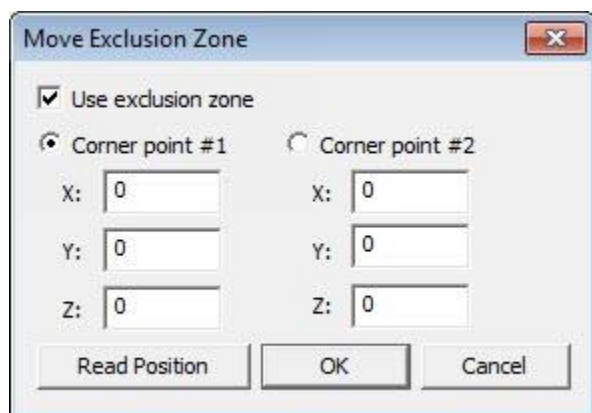 Move Exclusion Zone
Use exclusion zone
Corner point #1 Corner point #2
X: 0 X: 0
Y: 0 Y: 0
Z: 0 Z: 0
Read Position OK Cancel